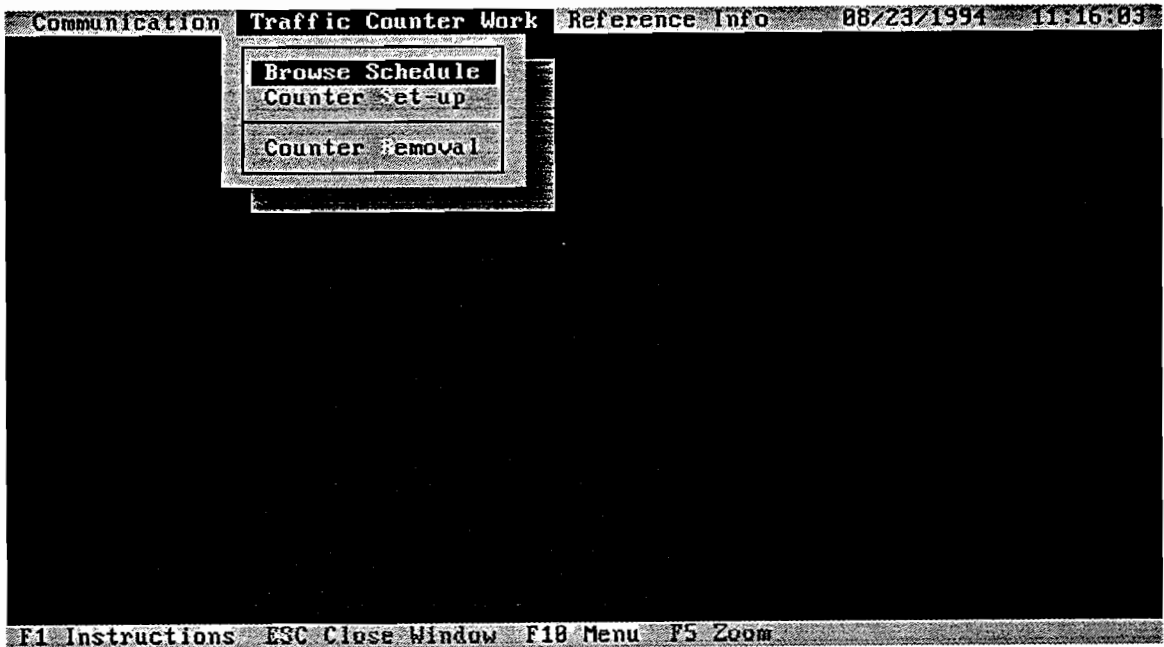 Communication Traffic Counter Work Reference Info 08/23/1994 11:16:03
Browse Schedule
Counter Set-up
Counter Removal
F1 Instructions ESC Close Window F10 Menu F5 Zoom